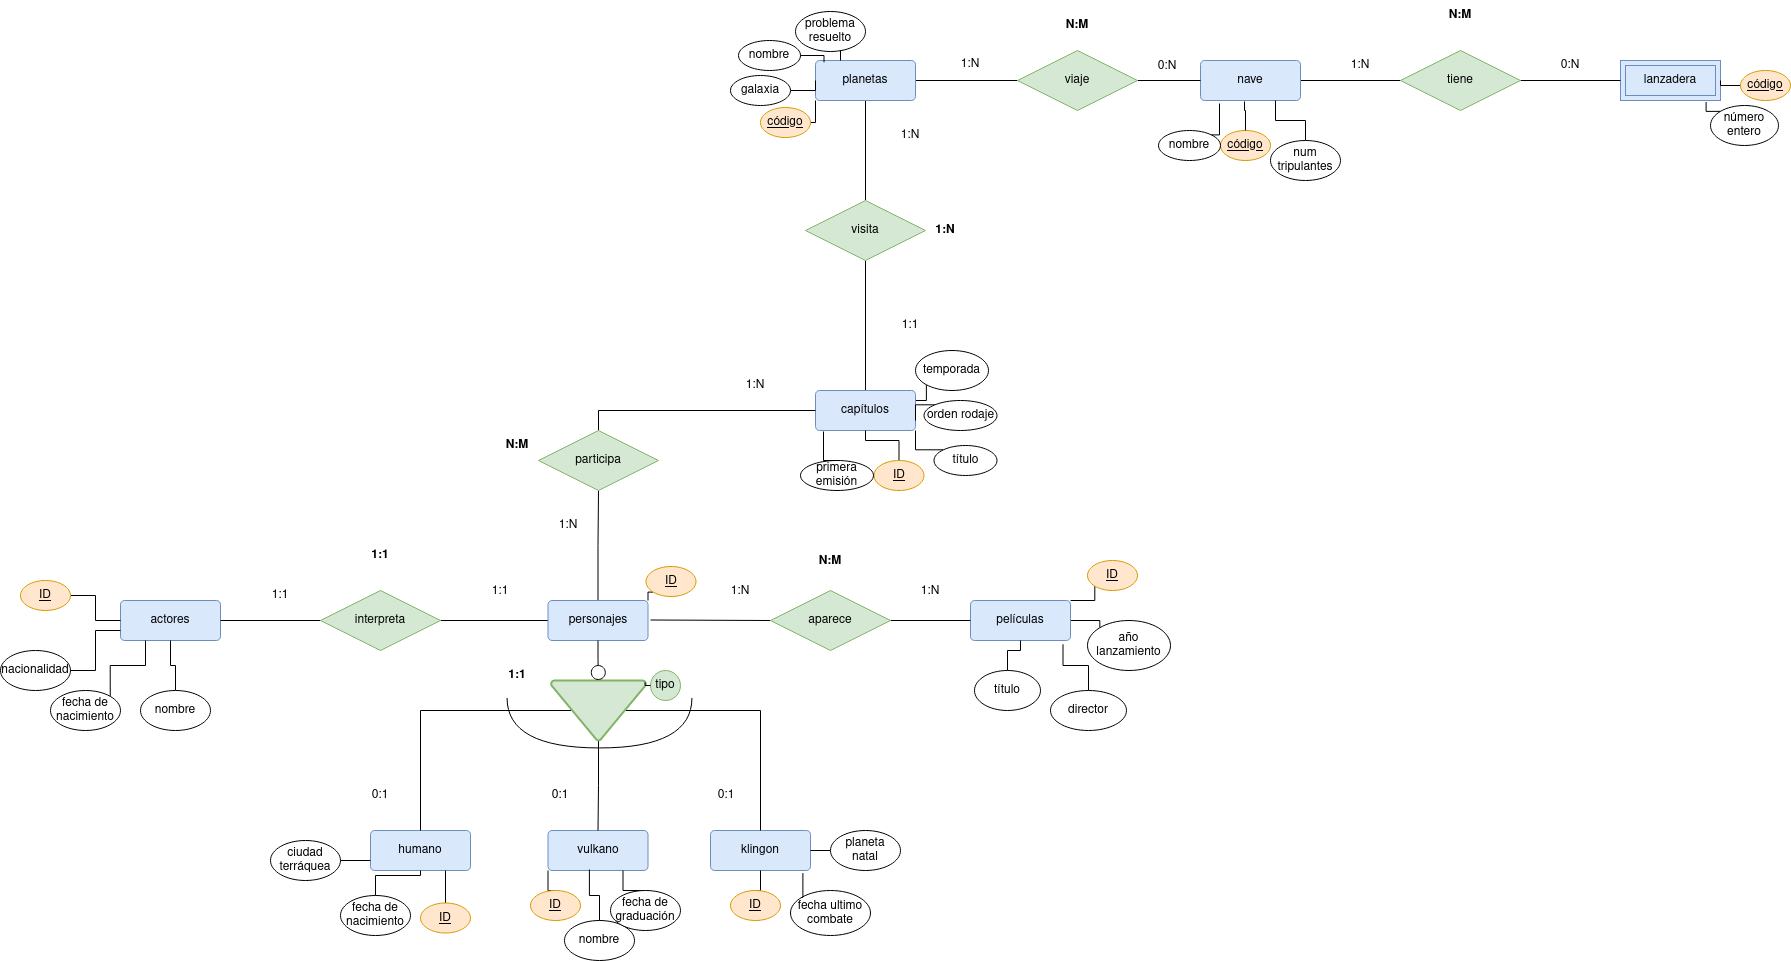 N:M
problema
resuelto
N:M
nombre
planetas
1:N
viaje
0:N
nave
1:N
tiene
0:N
lanzadera
código
galaxia
código
número
entero
1:N
nombre
código
num
tripulantes
visita
1:N
1:1
temporada
1:N
capítulos
orden rodaje
N:M
participa
título
primera
emisión
ID
1:N
1:1
N:M
ID
ID
ID
1:1
1:1
1:N
1:N
actores
interpreta
personajes
aparece
películas
año
lanzamiento
nacionalidad
1:1
tipo
título
fecha de
nacimiento
nombre
director
0:1
0:1
0:1
humano
vulkano
klingon
planeta
natal
ciudad
terráquea
fecha de
nacimiento
ID
ID
fecha de
graduación
nombre
ID
fecha ultimo
combate